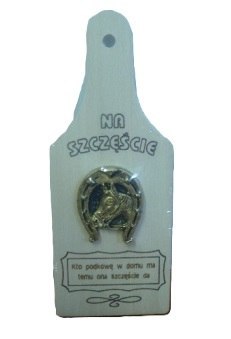 NA
SZCZĘŚCIE
Kto podkowę w domu ma
temu ona szczęście da